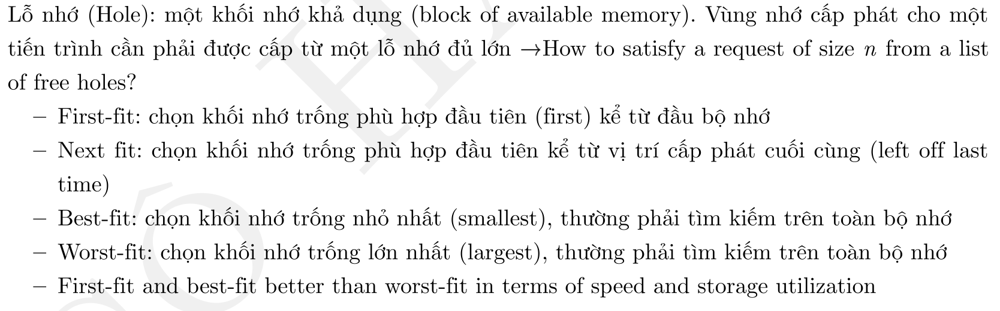 Lỗ nhớ (Hole): một khối nhớ khả dụng (block of available memory). Vùng nhớ cấp phát cho một
tiến trình cần phải được cấp từ một lỗ nhớ đủ lớn →How to satisfy a request of size n from a list
of free holes?
– First-fit: chọn khối nhớ trống phù hợp đầu tiên (first) kể từ đầu bộ nhớ
– Next fit: chọn khối nhớ trống phù hợp đầu tiên kể từ vị trí cấp phát cuối cùng (left off last
time)
– Best-fit: chọn khối nhớ trống nhỏ nhất (smallest), thường phải tìm kiếm trên toàn bộ nhớ
– Worst-fit: chọn khối nhớ trống lớn nhất (largest), thường phải tìm kiếm trên toàn bộ nhớ
– First-fit and best-fit better than worst-fit in terms of speed and storage utilization